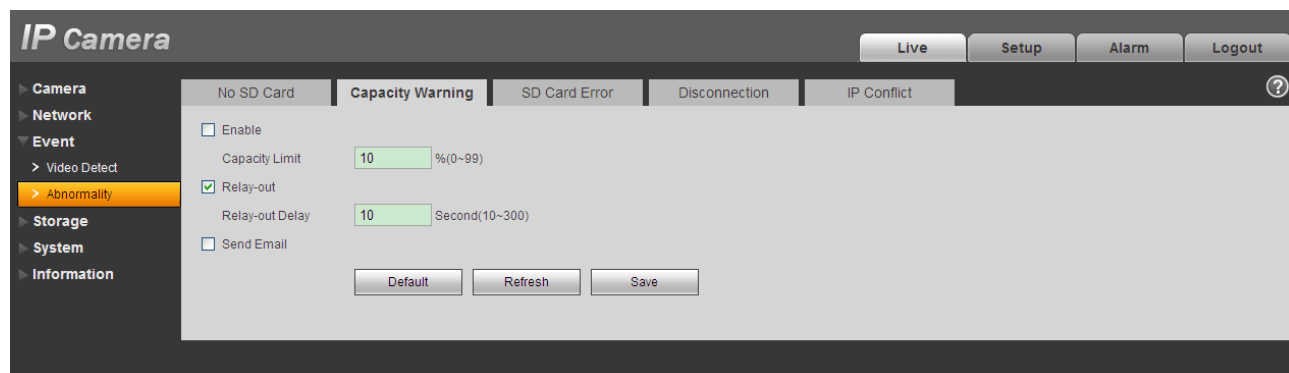 IP Camera
Live Setup Alarm Logout
Camera
Network
Event
> Video Detect
> Abnormality
Storage
System
Information
No SD Card Capacity Warning SD Card Error Disconnection IP Conflict
?
Enable
Capacity Limit 10 %(0~99)
Relay-out
Relay-out Delay 10 Second(10~300)
Send Email
Default Refresh Save